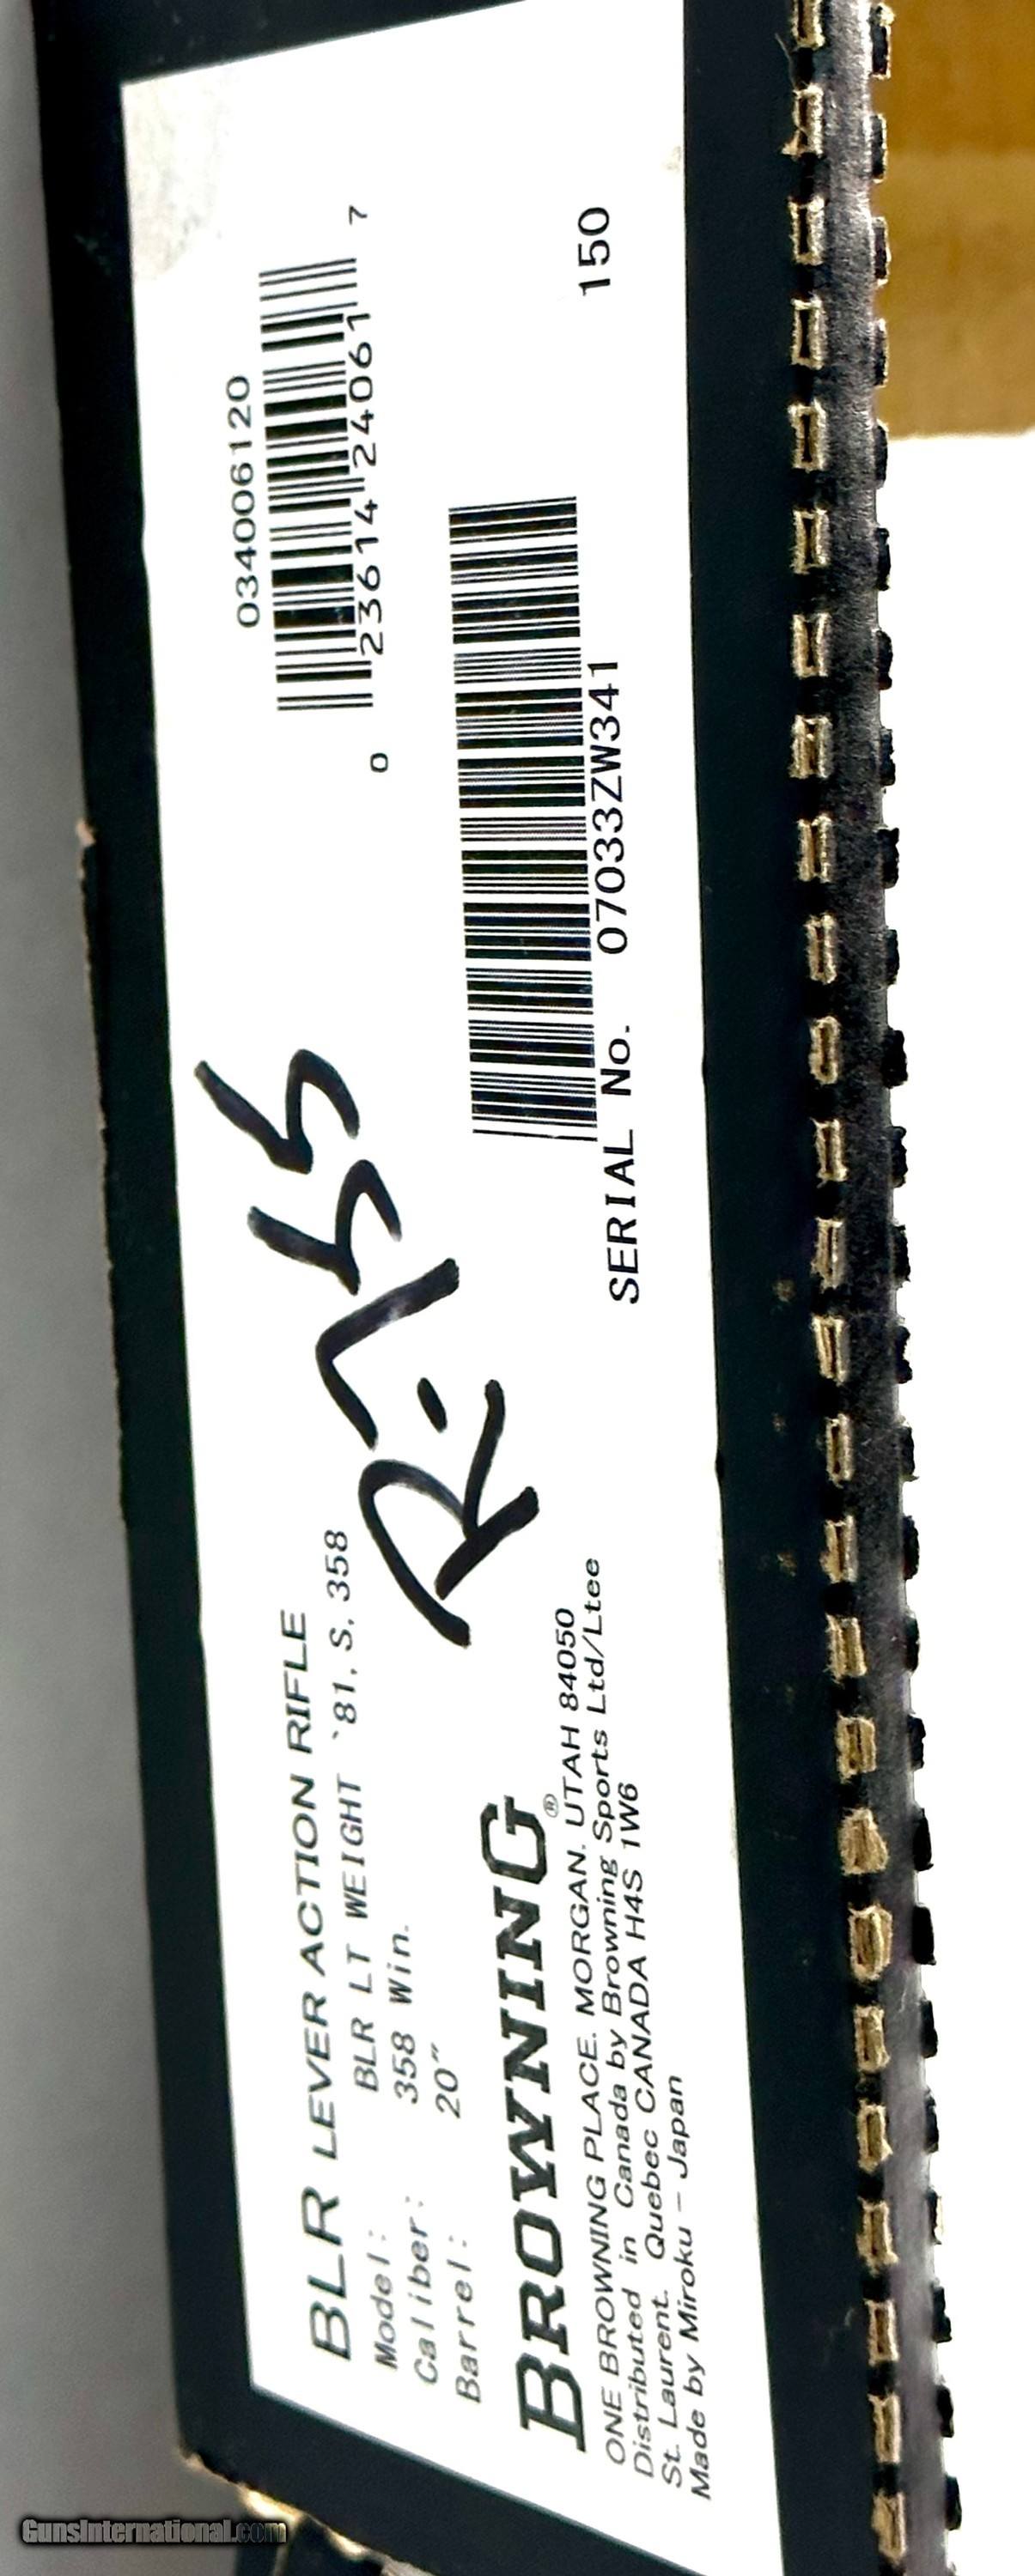 BLR LEVER ACTION RIFLE
Model: BLR LT WEIGHT `81, S, 358
Caliber: 358 Win.
Barrel: 20"
BROWNING®
ONE BROWNING PLACE. MORGAN. UTAH 84050
Distributed in Canada by Browning Sports Ltd/Ltee
St. Laurent. Quebec CANADA H4S 1W6
Made by Miroku - Japan
034006120
0 23614 24061 7
SERIAL No. 07033ZW341
150
GunsInternational.com